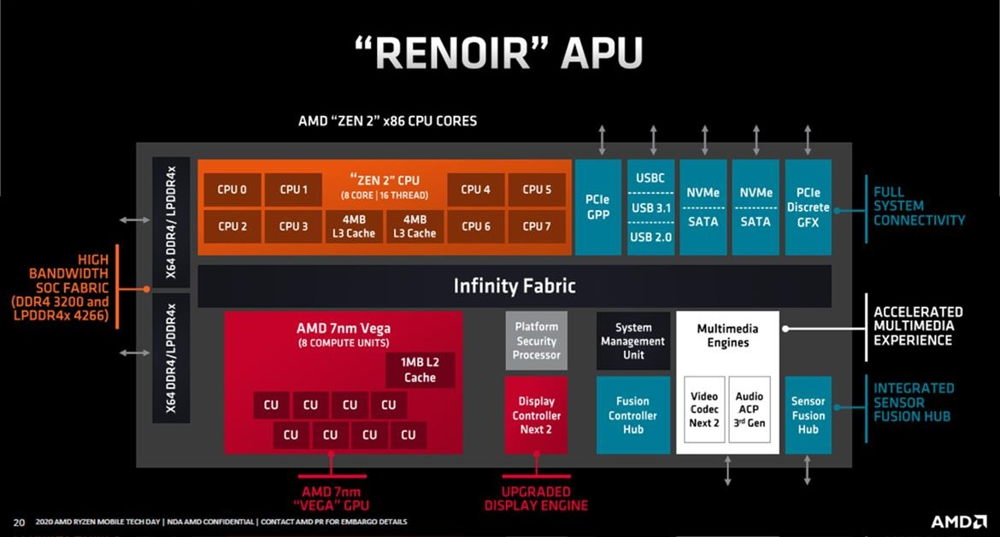 “RENOIR” APU
AMD “ZEN 2” x86 CPU CORES
X64 DDR4/ LPDDR4x
X64 DDR4/LPDDR4x
“ZEN 2” CPU
(8 CORE | 16 THREAD)
CPU 0
CPU 1
CPU 4
CPU 5
CPU 2
CPU 3
4MB
L3 Cache
4MB
L3 Cache
CPU 6
CPU 7
PCIe
GPP
USBC
USB 3.1
USB 2.0
NVMe
SATA
NVMe
SATA
PCIe
Discrete
GFX
FULL
SYSTEM
CONNECTIVITY
HIGH
BANDWIDTH
SOC FABRIC
(DDR4 3200 and
LPDDR4x 4266)
Infinity Fabric
AMD 7nm Vega
(8 COMPUTE UNITS)
1MB L2
Cache
CU
CU
CU
CU
CU
CU
CU
CU
Platform
Security
Processor
Display
Controller
Next 2
System
Management
Unit
Fusion
Controller
Hub
Multimedia
Engines
Video
Codec
Next 2
Audio
ACP
3rd Gen
Sensor
Fusion
Hub
ACCELERATED
MULTIMEDIA
EXPERIENCE
INTEGRATED
SENSOR
FUSION HUB
AMD 7nm
“VEGA” GPU
UPGRADED
DISPLAY ENGINE
20 2020 AMD RYZEN MOBILE TECH DAY | NDA AMD CONFIDENTIAL | CONTACT AMD PR FOR EMBARGO DETAILS
AMD